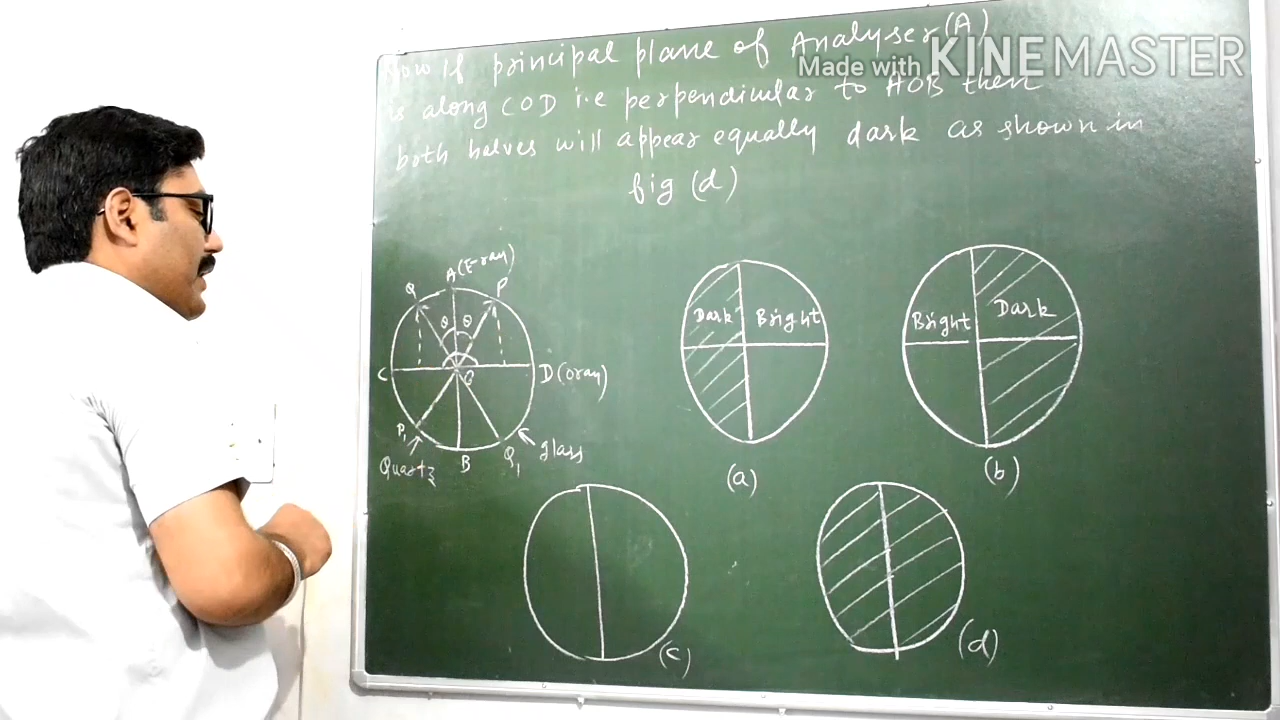 Now if principal plane of Analyser (A)
is along COD i.e perpendicular to AOB then
both halves will appear equally dark as shown in
fig (d)
Made with KINEMASTER
A (E-ray)
Q
P
θ θ
C
O
D (O ray)
P1
Q1
glass
Quartz
B
Dark
Bright
(a)
Bright
Dark
(b)
(c)
(d)